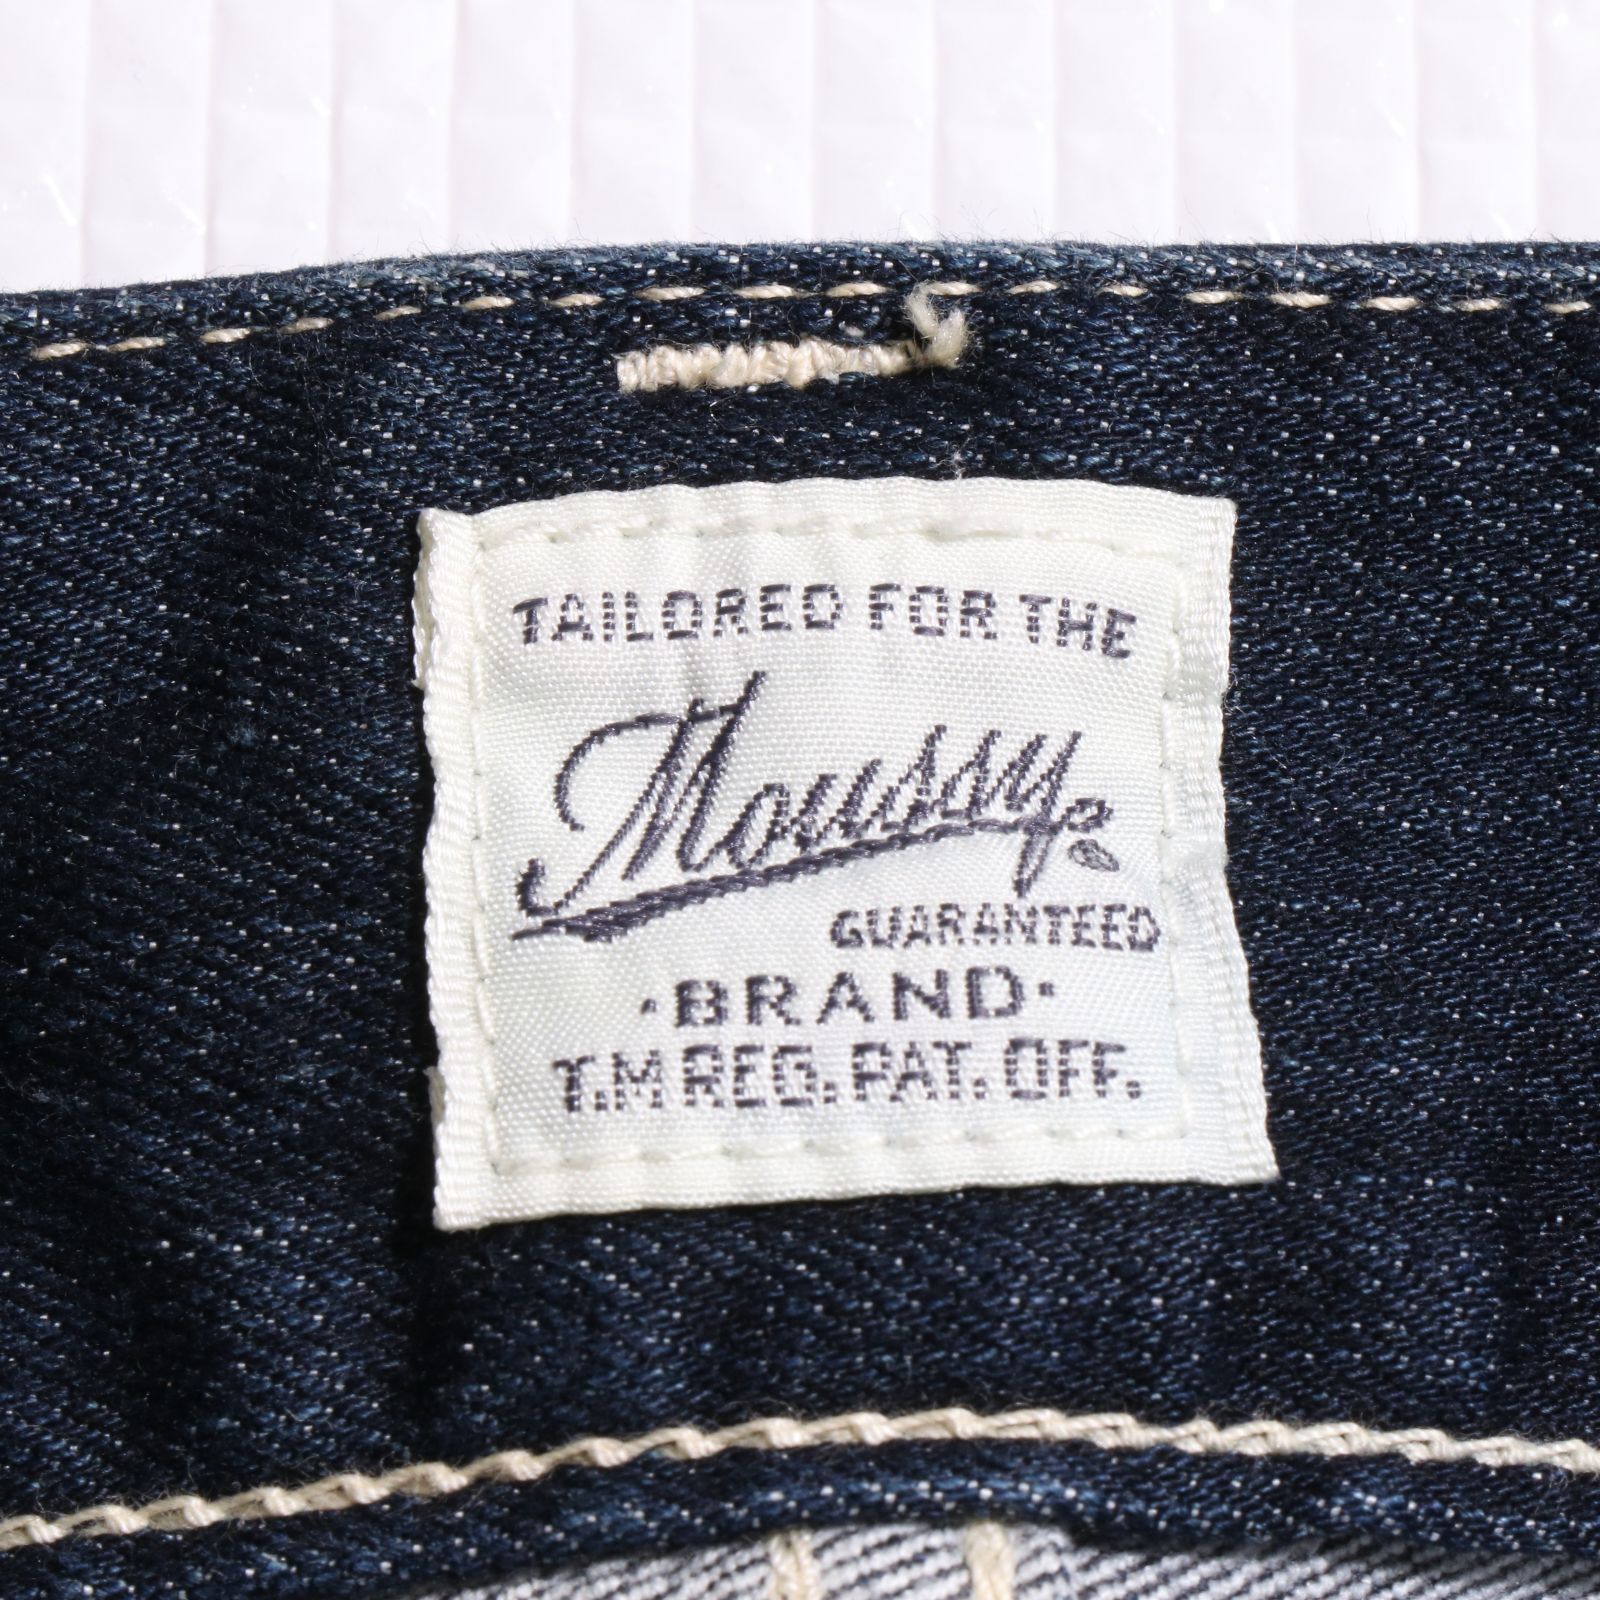 TAILORED FOR THE
Moussy
GUARANTEED
·BRAND·
T.M REG. PAT. OFF.